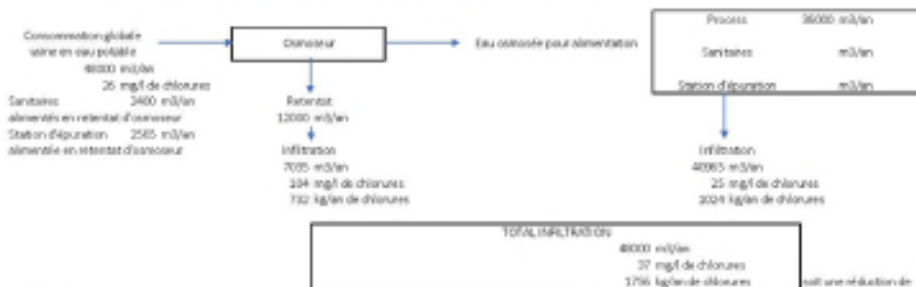 Consommation globale
usine en eau potable
48000 m3/an
26 mg/l de chlorures
Sanitaires 2400 m3/an
alimentés en retentat d'osmoseur
Station d'épuration 2565 m3/an
alimentée en retentat d'osmoseur
Osmoseur
Retentat
12000 m3/an
Infiltration
7035 m3/an
104 mg/l de chlorures
732 kg/an de chlorures
Eau osmosée pour alimentation
Process 36000 m3/an
Sanitaires m3/an
Station d'épuration m3/an
Infiltration
40965 m3/an
25 mg/l de chlorures
1024 kg/an de chlorures
TOTAL INFILTRATION
48000 m3/an
37 mg/l de chlorures
1756 kg/an de chlorures
soit une réduction de